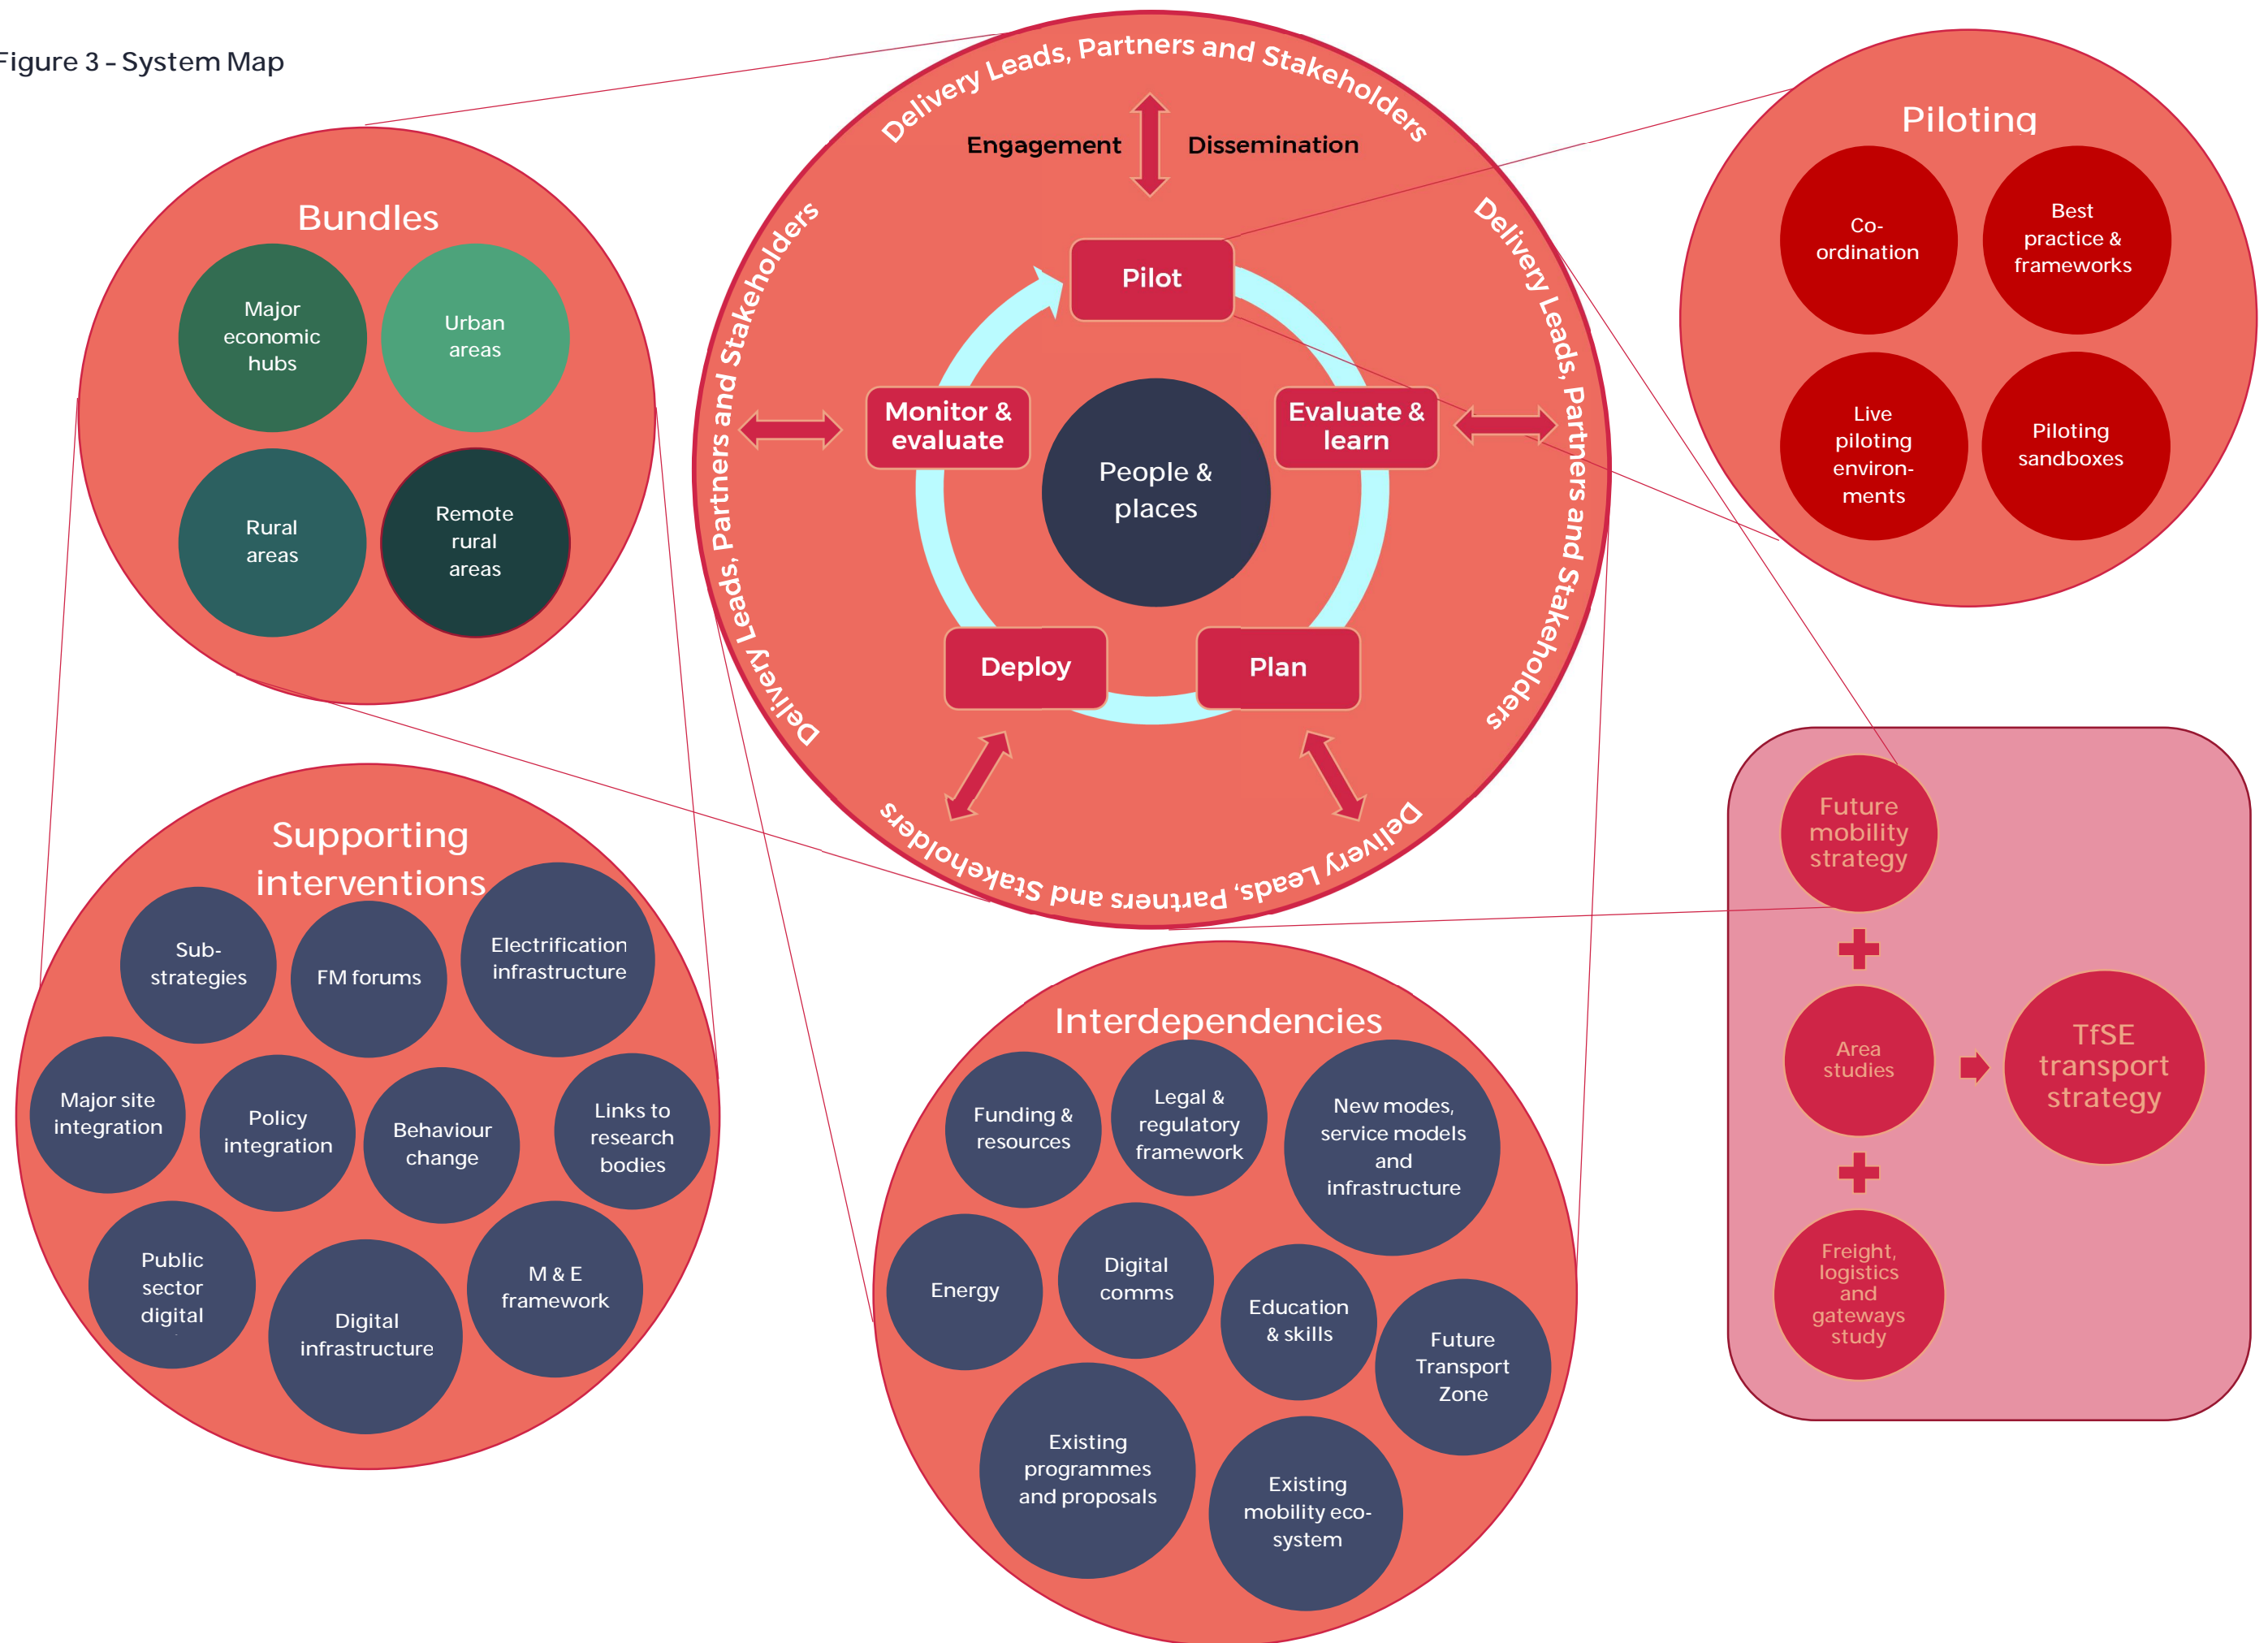 Figure 3 - System Map
Delivery Leads, Partners and Stakeholders
Engagement
Dissemination
Delivery Leads, Partners and Stakeholders
Delivery Leads, Partners and Stakeholders
Delivery Leads, Partners and Stakeholders
Pilot
Evaluate &
learn
Plan
Deploy
Monitor &
evaluate
People &
places
Bundles
Major
economic
hubs
Urban
areas
Rural
areas
Remote
rural
areas
Piloting
Co-
ordination
Best
practice &
frameworks
Live
piloting
environ-
ments
Piloting
sandboxes
Supporting
interventions
Sub-
strategies
FM forums
Electrification
infrastructure
Major site
integration
Policy
integration
Behaviour
change
Links to
research
bodies
Public
sector
digital
Digital
infrastructure
M & E
framework
Interdependencies
Funding &
resources
Legal &
regulatory
framework
New modes,
service models
and
infrastructure
Energy
Digital
comms
Education
& skills
Future
Transport
Zone
Existing
programmes
and proposals
Existing
mobility eco-
system
Future
mobility
strategy
Area
studies
Freight,
logistics
and
gateways
study
TfSE
transport
strategy